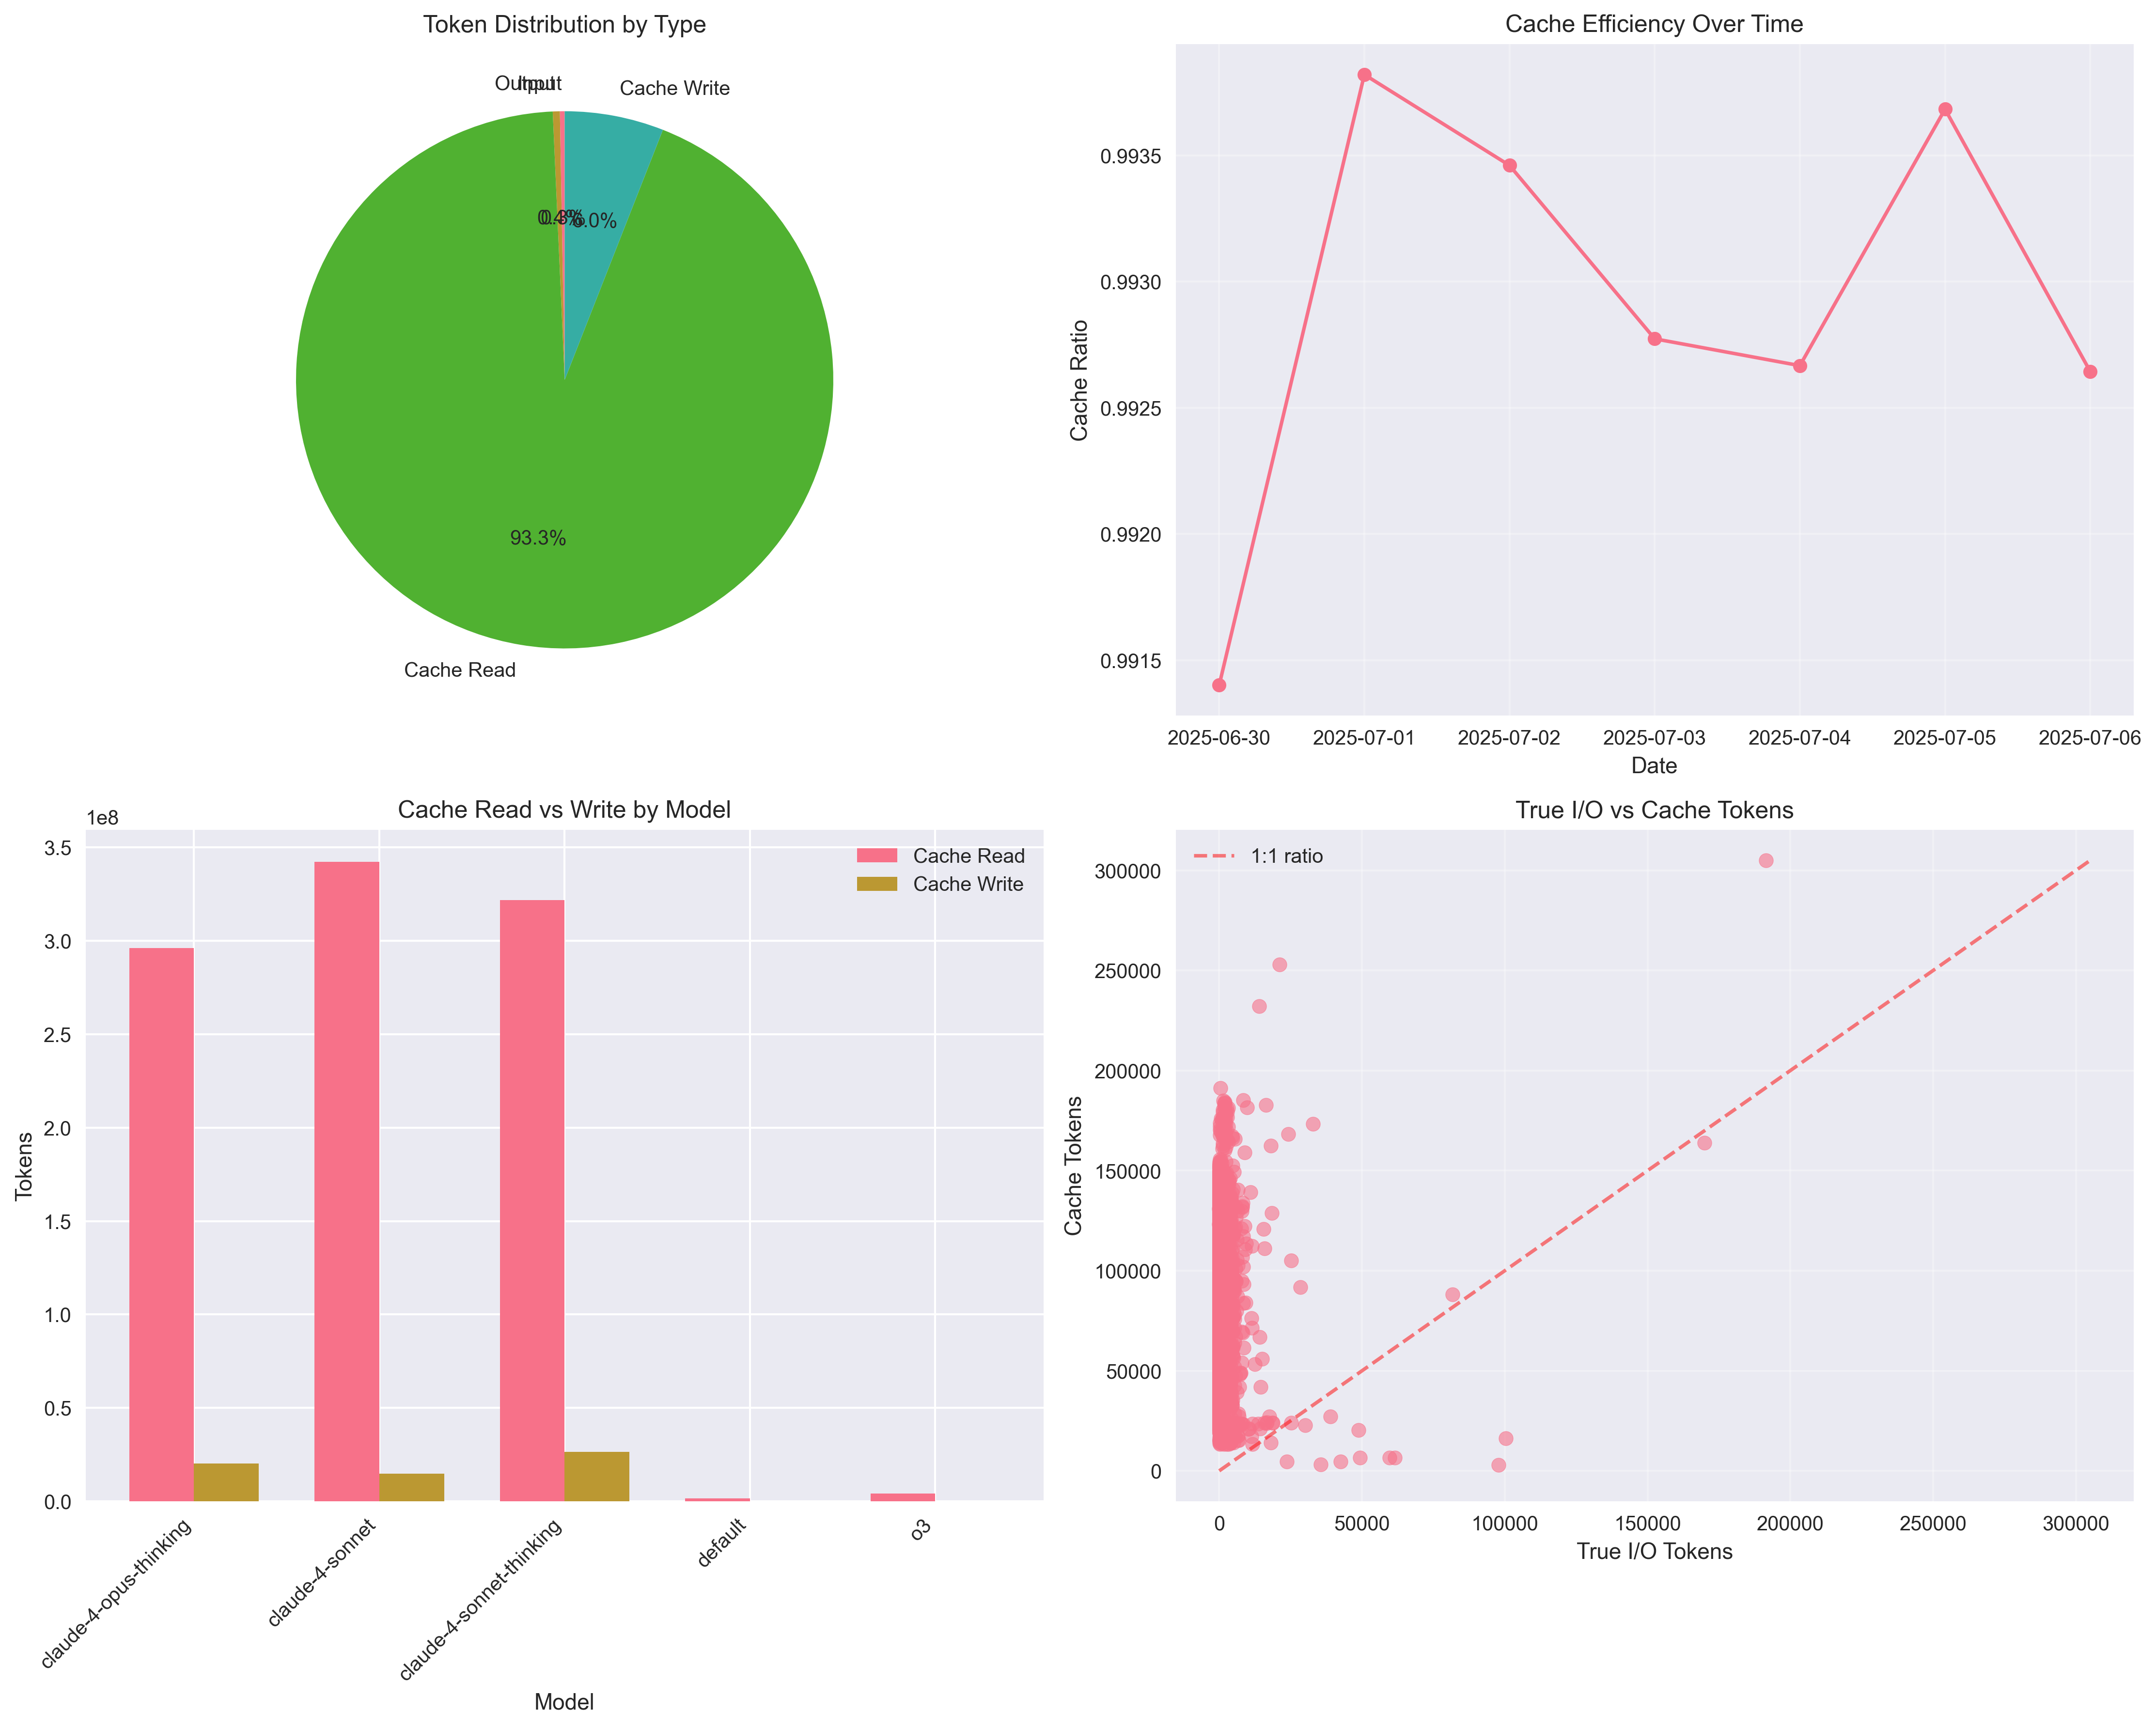 Token Distribution by Type
Output
Input
Cache Write
0.4%
0.3%
6.0%
93.3%
Cache Read
Cache Efficiency Over Time
Cache Ratio
0.9935
0.9930
0.9925
0.9920
0.9915
2025-06-30
2025-07-01
2025-07-02
2025-07-03
2025-07-04
2025-07-05
2025-07-06
Date
Cache Read vs Write by Model
1e8
Tokens
3.5
3.0
2.5
2.0
1.5
1.0
0.5
0.0
Cache Read
Cache Write
claude-4-opus-thinking
claude-4-sonnet
claude-4-sonnet-thinking
default
o3
Model
True I/O vs Cache Tokens
1:1 ratio
Cache Tokens
300000
250000
200000
150000
100000
50000
0
0
50000
100000
150000
200000
250000
300000
True I/O Tokens